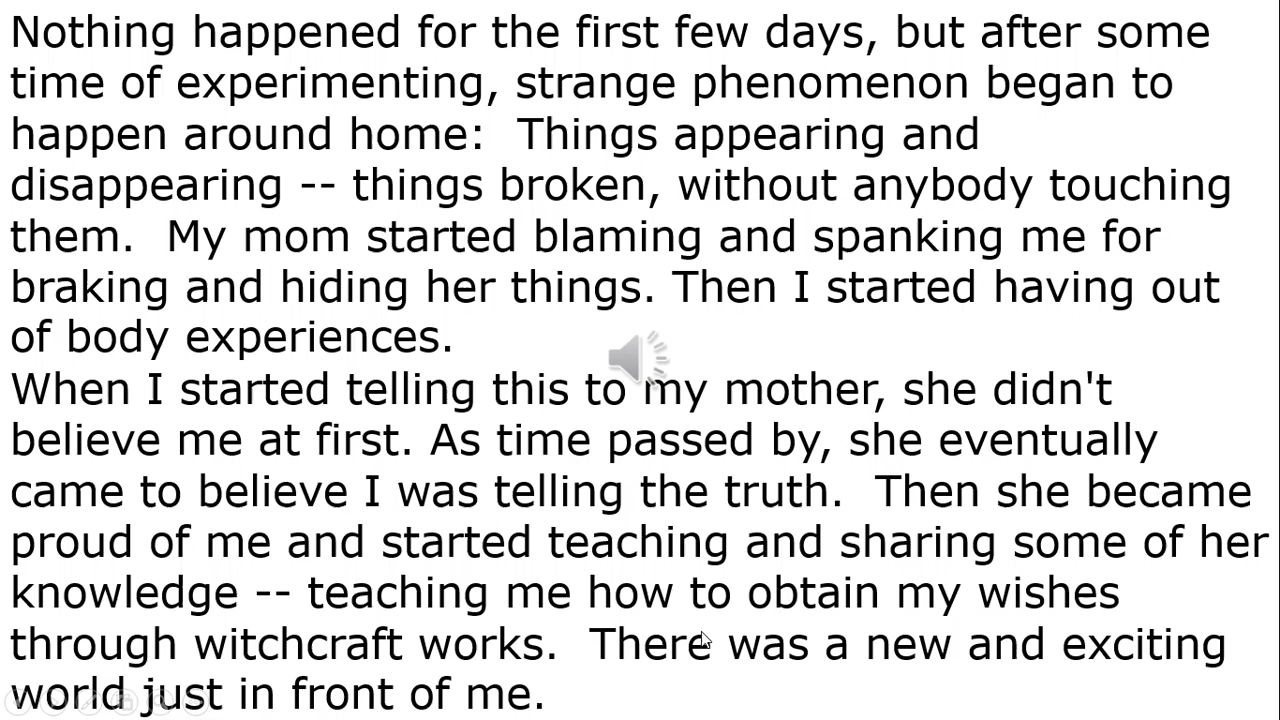 Nothing happened for the first few days, but after some
time of experimenting, strange phenomenon began to
happen around home:  Things appearing and
disappearing -- things broken, without anybody touching
them.  My mom started blaming and spanking me for
braking and hiding her things. Then I started having out
of body experiences.
When I started telling this to my mother, she didn't
believe me at first. As time passed by, she eventually
came to believe I was telling the truth.  Then she became
proud of me and started teaching and sharing some of her
knowledge -- teaching me how to obtain my wishes
through witchcraft works.  There was a new and exciting
world just in front of me.